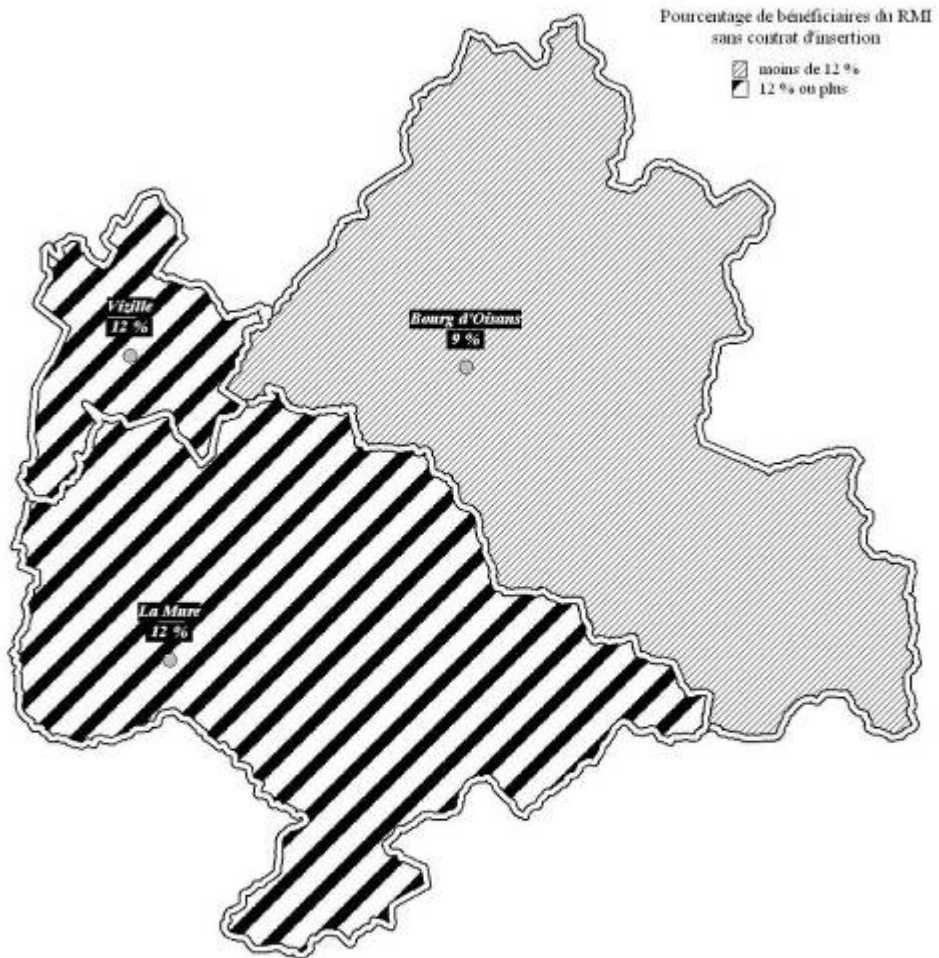 Pourcentage de bénéficiaires du RMI
sans contrat d'insertion
moins de 12 %
12 % ou plus
Vizille
12 %
Bourg d'Oisans
9 %
La Mure
12 %